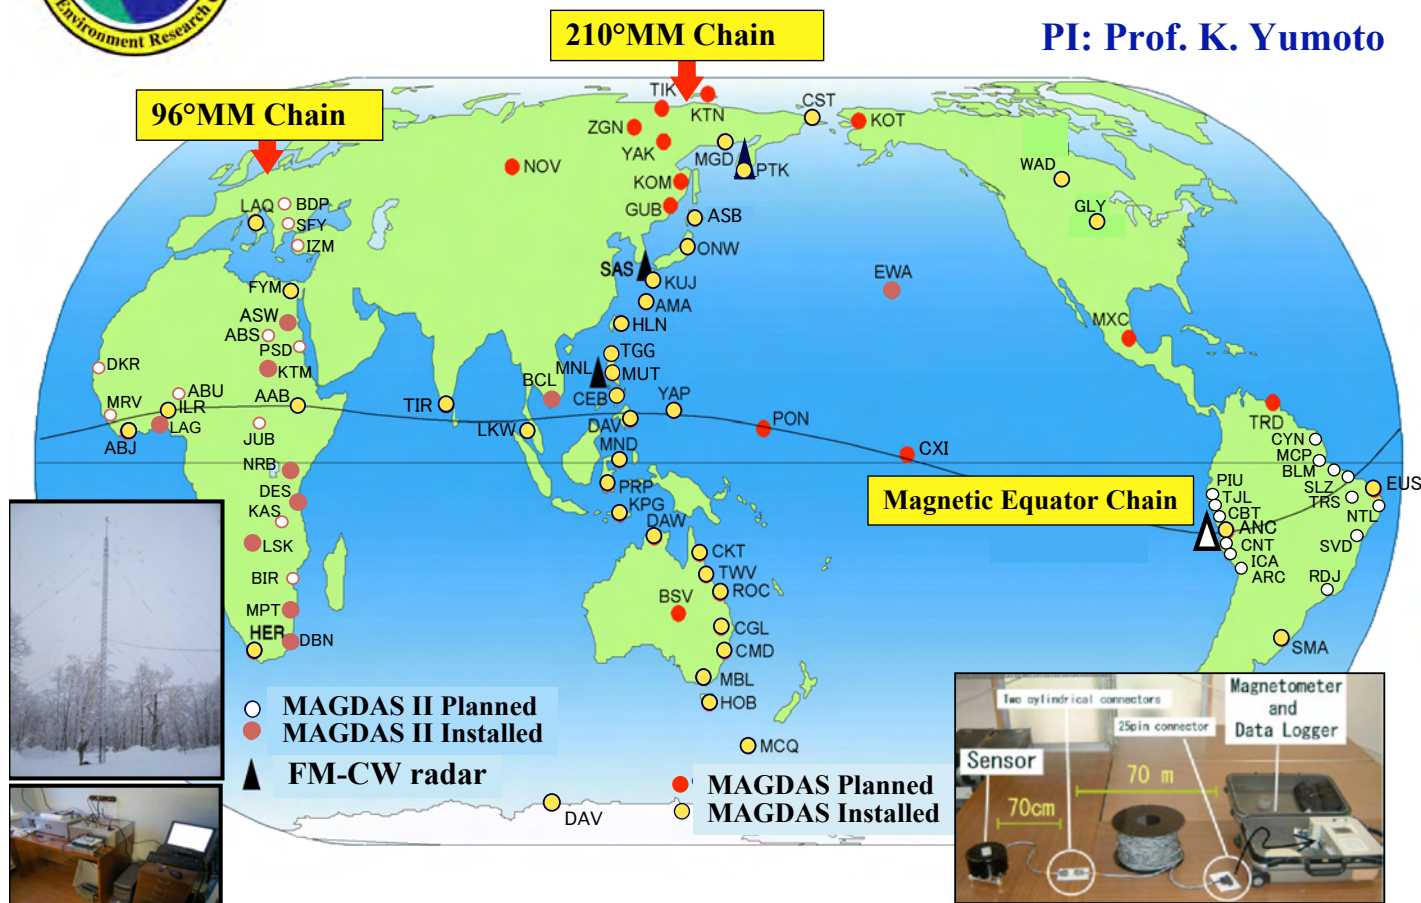 Environment Research
210°MM Chain
PI: Prof. K. Yumoto
96°MM Chain
TIK
KTN
CST
KOT
ZGN
YAK
MGD
PTK
NOV
WAD
KOM
GUB
ASB
GLY
LAQ
BDP
SFY
IZM
ONW
SAS
KUJ
EWA
FYM
AMA
ASW
HLN
MXC
ABS
PSD
TGG
DKR
KTM
MNL
MUT
BCL
ABU
AAB
CEB
YAP
MRV
ILR
TIR
TRD
LAG
LKW
DAV
PON
ABJ
JUB
MND
CXI
CYN
MCP
NRB
BLM
DES
PRP
PIU
SLZ
EUS
KAS
KPG
Magnetic Equator Chain
TJL
TRS
CBT
NTL
DAW
ANC
LSK
CKT
CNT
SVD
ICA
BIR
TWV
ARC
RDJ
ROC
MPT
BSV
HER
DBN
CGL
SMA
CMD
MBL
HOB
MCQ
DAV
MAGDAS II Planned
MAGDAS II Installed
FM-CW radar
MAGDAS Planned
MAGDAS Installed
Two cylindrical connectors
Magnetometer
and
Data Logger
25pin connector
Sensor
70 m
70cm